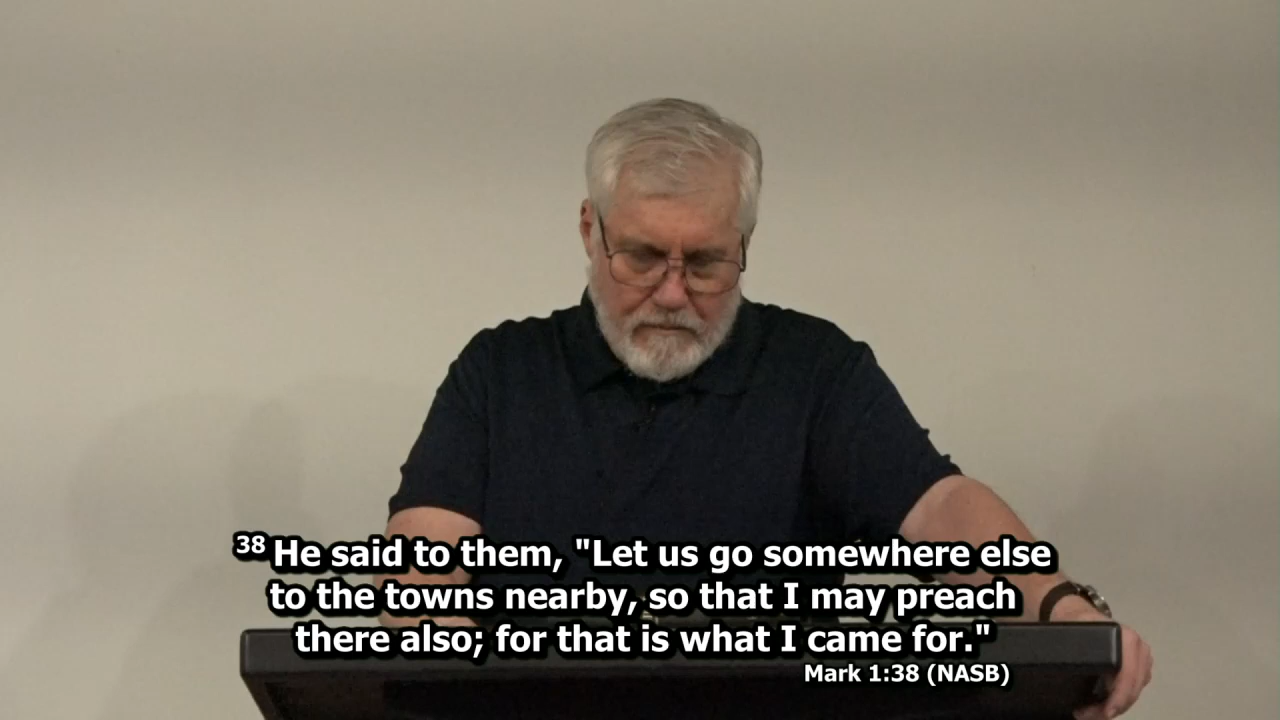 38 He said to them, "Let us go somewhere else
to the towns nearby, so that I may preach
there also; for that is what I came for."
Mark 1:38 (NASB)